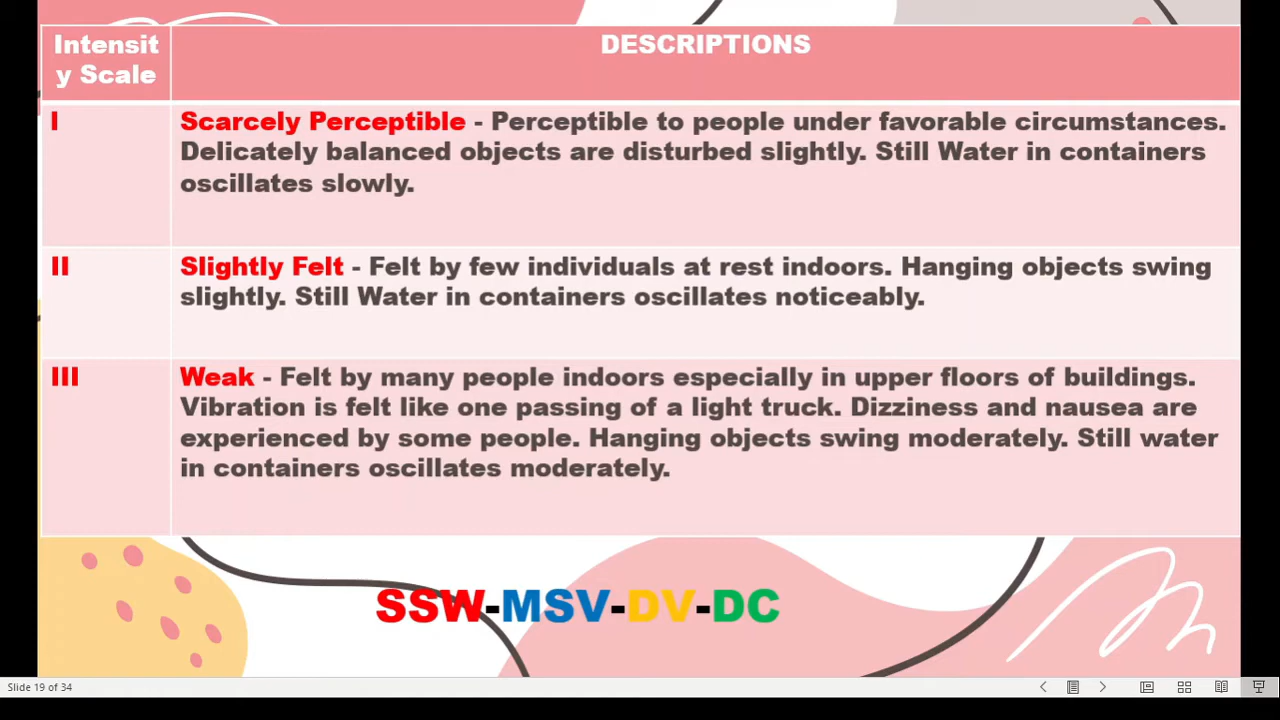 Intensit
y Scale
DESCRIPTIONS
I
Scarcely Perceptible - Perceptible to people under favorable circumstances.
Delicately balanced objects are disturbed slightly. Still Water in containers
oscillates slowly.
II
Slightly Felt - Felt by few individuals at rest indoors. Hanging objects swing
slightly. Still Water in containers oscillates noticeably.
III
Weak - Felt by many people indoors especially in upper floors of buildings.
Vibration is felt like one passing of a light truck. Dizziness and nausea are
experienced by some people. Hanging objects swing moderately. Still water
in containers oscillates moderately.
SSW-MSV-DV-DC
Slide 19 of 34